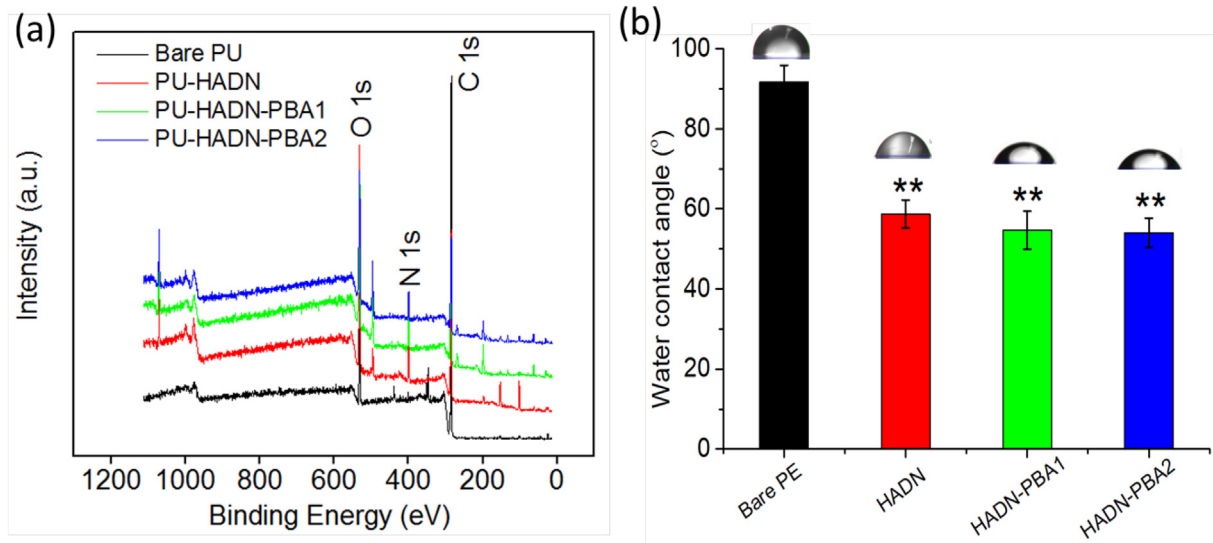 (a)
Bare PU
PU-HADN
PU-HADN-PBA1
PU-HADN-PBA2
O 1s
N 1s
C 1s
Intensity (a.u.)
1200 1000 800 600 400 200 0
Binding Energy (eV)
(b)
100
80
60
40
20
0
Water contact angle (°)
** ** **
Bare PE
HADN
HADN-PBA1
HADN-PBA2